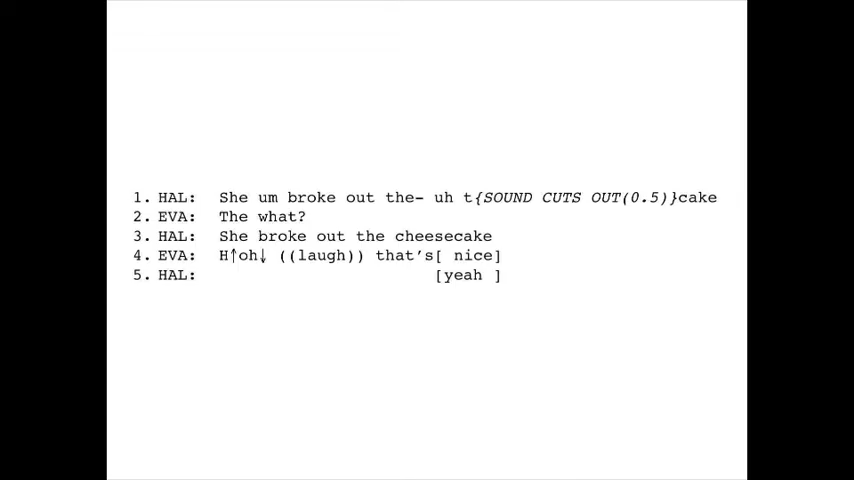 1. HAL: She um broke out the- uh t{SOUND CUTS OUT(0.5)}cake
2. EVA: The what?
3. HAL: She broke out the cheesecake
4. EVA: H↑oh↓ ((laugh)) that's[ nice]
5. HAL: [yeah ]